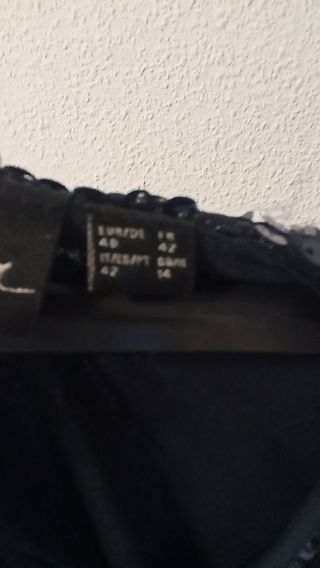 EUR/DE FR
40 42
IT/ES/PT GB/IE
42 14